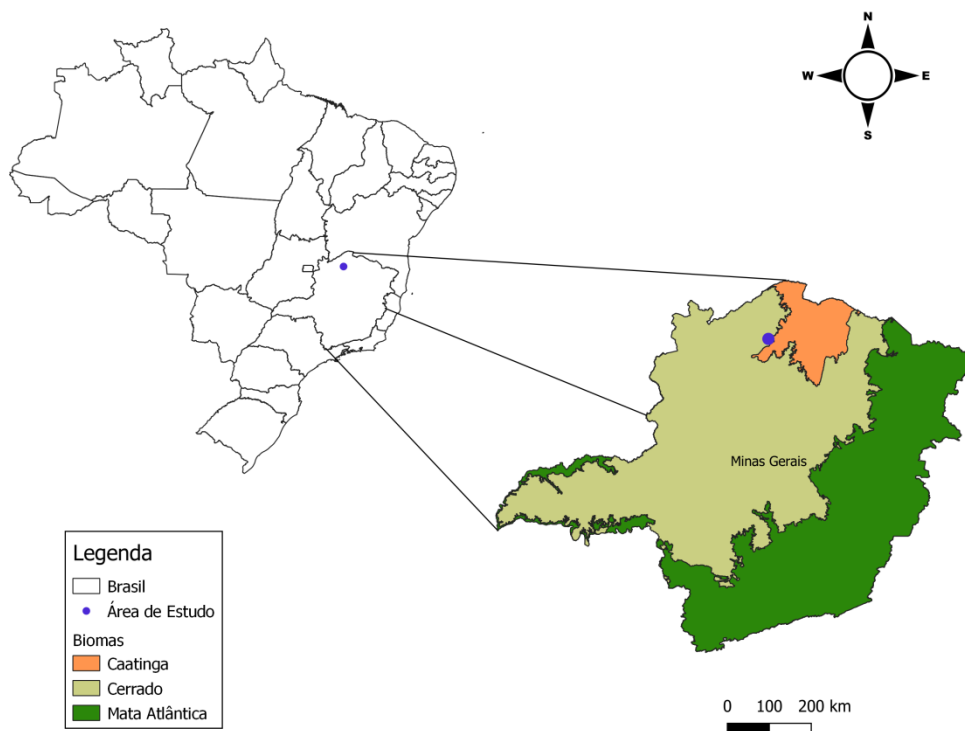 N
W E
S
Minas Gerais
Legenda
Brasil
Área de Estudo
Biomas
Caatinga
Cerrado
Mata Atlântica
0 100 200 km